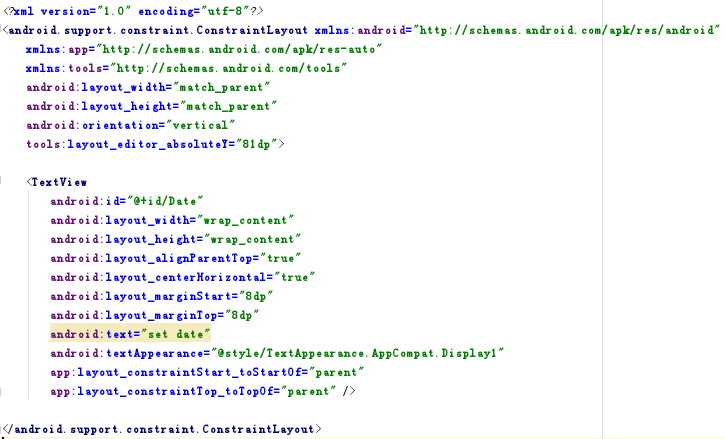 <?xml version="1.0" encoding="utf-8"?>
<android.support.constraint.ConstraintLayout xmlns:android="http://schemas.android.com/apk/res/android"
    xmlns:app="http://schemas.android.com/apk/res-auto"
    xmlns:tools="http://schemas.android.com/tools"
    android:layout_width="match_parent"
    android:layout_height="match_parent"
    android:orientation="vertical"
    tools:layout_editor_absoluteY="81dp">

    <TextView
        android:id="@+id/Date"
        android:layout_width="wrap_content"
        android:layout_height="wrap_content"
        android:layout_alignParentTop="true"
        android:layout_centerHorizontal="true"
        android:layout_marginStart="8dp"
        android:layout_marginTop="8dp"
        android:text="set date"
        android:textAppearance="@style/TextAppearance.AppCompat.Display1"
        app:layout_constraintStart_toStartOf="parent"
        app:layout_constraintTop_toTopOf="parent" />

</android.support.constraint.ConstraintLayout>